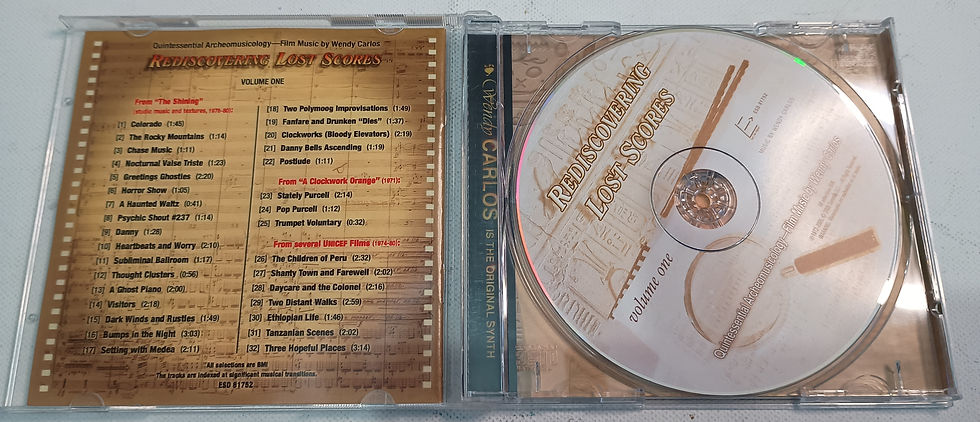 Quintessential Archeomusicology—Film Music by Wendy Carlos
REDISCOVERING LOST SCORES
VOLUME ONE
From "The Shining"
(studio music and textures, 1978-80):
[1] Colorado (1:45)
[2] The Rocky Mountains (1:14)
[3] Chase Music (1:11)
[4] Nocturnal Valse Triste (1:23)
[5] Greetings Ghosties (2:20)
[6] Horror Show (1:05)
[7] A Haunted Waltz (0:41)
[8] Psychic Shout #237 (1:14)
[9] Danny (1:28)
[10] Heartbeats and Worry (2:10)
[11] Subliminal Ballroom (1:17)
[12] Thought Clusters (0:56)
[13] A Ghost Piano (2:00)
[14] Visitors (2:18)
[15] Dark Winds and Rustles (1:49)
[16] Bumps in the Night (3:03)
[17] Setting with Medea (2:11)
[18] Two Polymoog Improvisations (1:49)
[19] Fanfare and Drunken "Dies" (1:37)
[20] Clockworks (Bloody Elevators) (2:19)
[21] Danny Bells Ascending (1:19)
[22] Postlude (1:11)
From "A Clockwork Orange" (1971):
[23] Stately Purcell (2:14)
[24] Pop Purcell (1:12)
[25] Trumpet Voluntary (0:32)
From several UNICEF Films (1974-80):
[26] The Children of Peru (2:32)
[27] Shanty Town and Farewell (2:02)
[28] Daycare and the Colonel (2:16)
[29] Two Distant Walks (2:59)
[30] Ethiopian Life (1:46)
[31] Tanzanian Scenes (2:02)
[32] Three Hopeful Places (3:14)
All selections are BMI
The tracks are indexed at significant musical transitions.
ESD 81752
Wendy CARLOS IS THE ORIGINAL SYNTH
REDISCOVERING
LOST SCORES
volume one
ESD 81752
Quintessential Archeomusicology—Film Music by Wendy Carlos